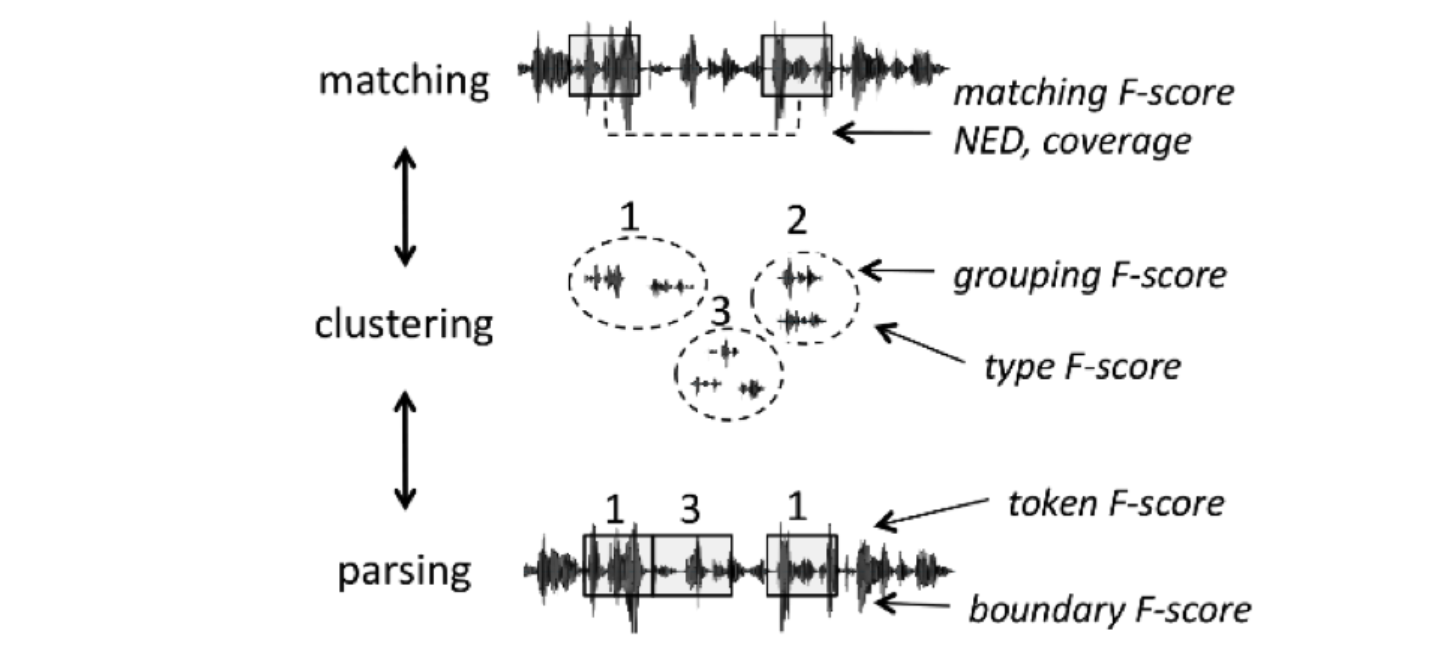 matching
matching F-score
NED, coverage
1
2
grouping F-score
3
clustering
type F-score
1
3
1
token F-score
parsing
boundary F-score